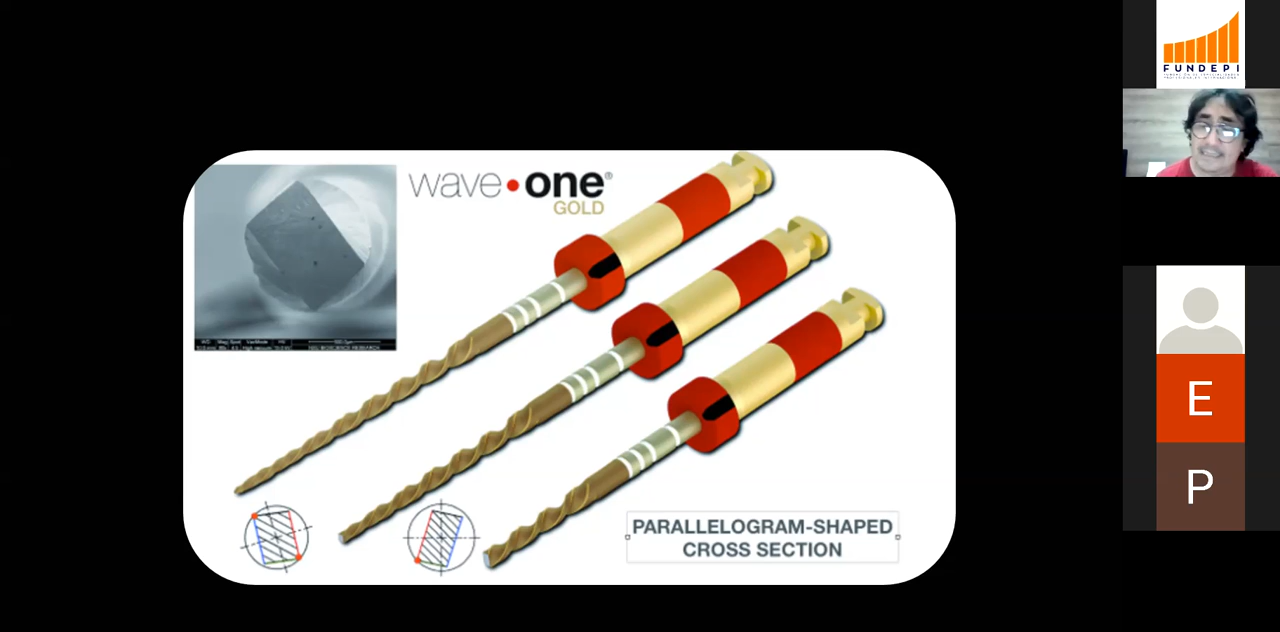 wave•one®
GOLD
PARALLELOGRAM-SHAPED
CROSS SECTION
FUNDEPI
E
P